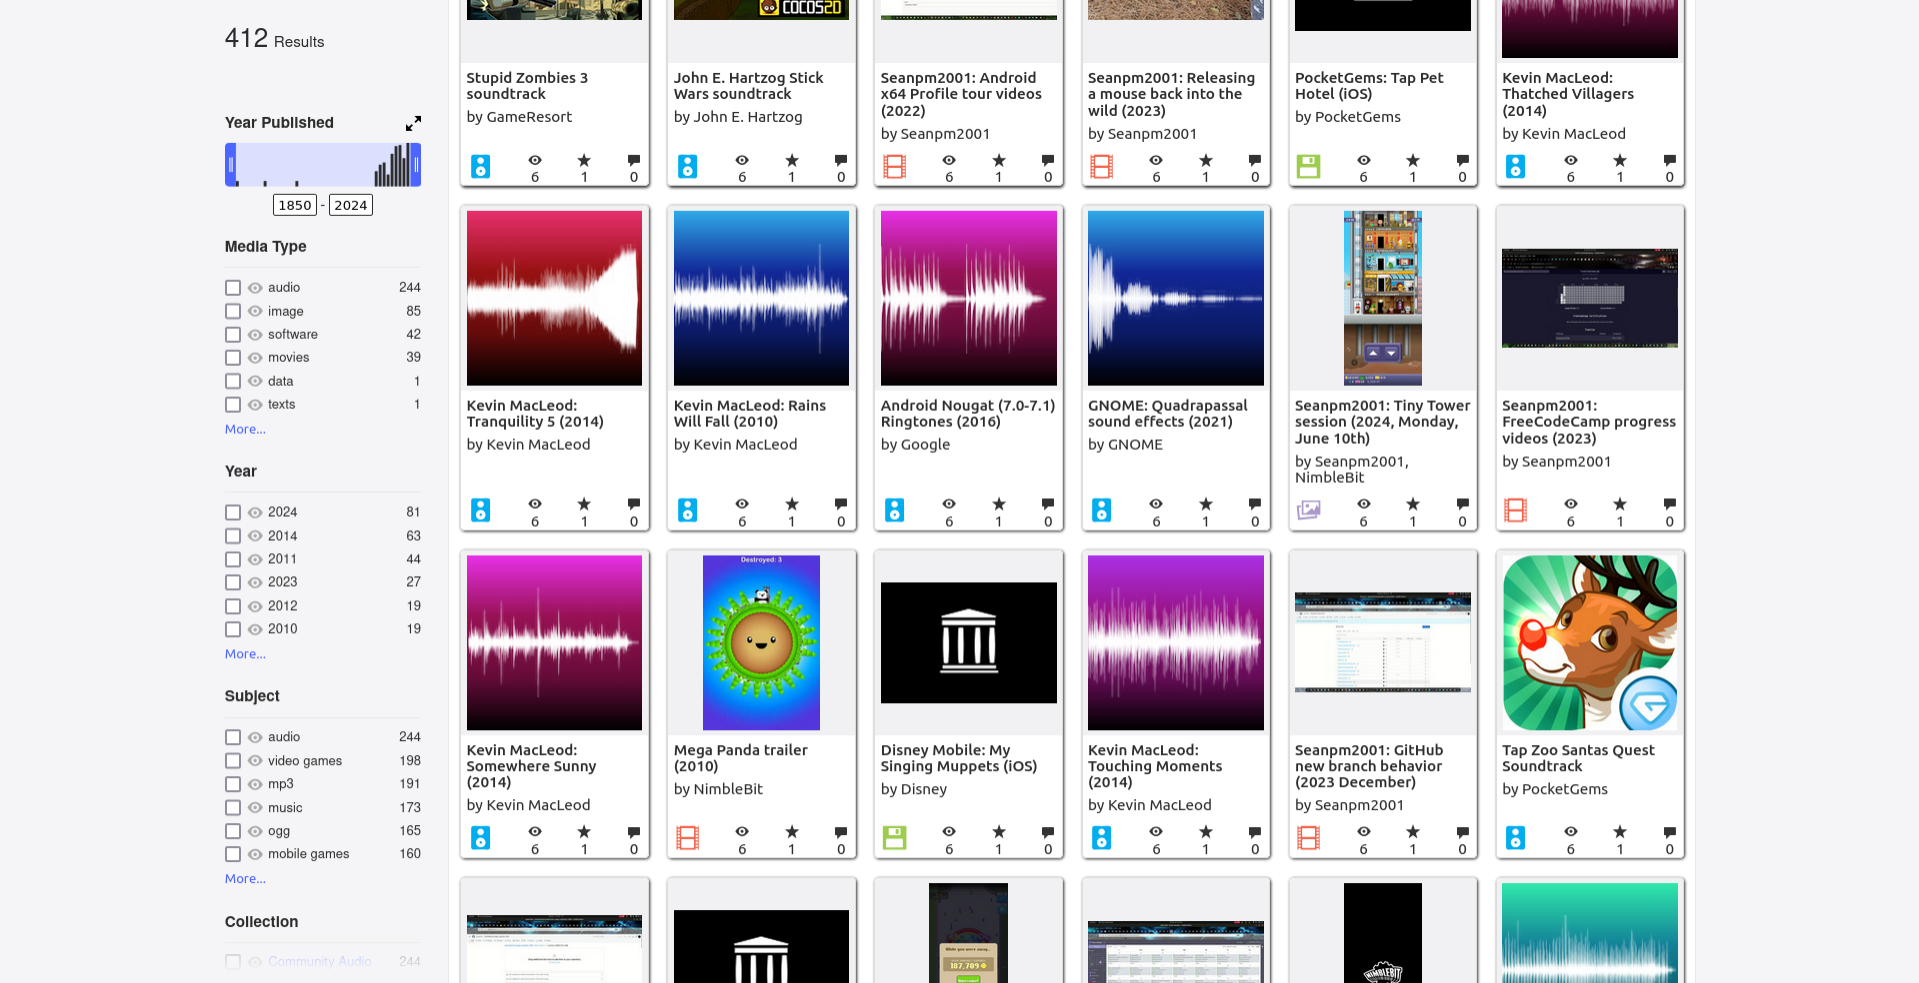 412 Results
Year Published
1850 - 2024
Media Type
audio 244
image 85
software 42
movies 39
data 1
texts 1
More...
Year
2024 81
2014 63
2011 44
2023 27
2012 19
2010 19
More...
Subject
audio 244
video games 198
mp3 191
music 173
ogg 165
mobile games 160
More...
Collection
Community Audio 244
COCOS2D
Stupid Zombies 3
soundtrack
by GameResort
6 1 0
John E. Hartzog Stick
Wars soundtrack
by John E. Hartzog
6 1 0
Seanpm2001: Android
x64 Profile tour videos
(2022)
by Seanpm2001
6 1 0
Seanpm2001: Releasing
a mouse back into the
wild (2023)
by Seanpm2001
6 1 0
PocketGems: Tap Pet
Hotel (iOS)
by PocketGems
6 1 0
Kevin MacLeod:
Thatched Villagers
(2014)
by Kevin MacLeod
6 1 0
Kevin MacLeod:
Tranquility 5 (2014)
by Kevin MacLeod
6 1 0
Kevin MacLeod: Rains
Will Fall (2010)
by Kevin MacLeod
6 1 0
Android Nougat (7.0-7.1)
Ringtones (2016)
by Google
6 1 0
GNOME: Quadrapassal
sound effects (2021)
by GNOME
6 1 0
Seanpm2001: Tiny Tower
session (2024, Monday,
June 10th)
by Seanpm2001,
NimbleBit
6 1 0
Seanpm2001:
FreeCodeCamp progress
videos (2023)
by Seanpm2001
6 1 0
Kevin MacLeod:
Somewhere Sunny
(2014)
by Kevin MacLeod
6 1 0
Destroyed: 3
Mega Panda trailer
(2010)
by NimbleBit
6 1 0
Disney Mobile: My
Singing Muppets (iOS)
by Disney
6 1 0
Kevin MacLeod:
Touching Moments
(2014)
by Kevin MacLeod
6 1 0
Seanpm2001: GitHub
new branch behavior
(2023 December)
by Seanpm2001
6 1 0
Tap Zoo Santas Quest
Soundtrack
by PocketGems
6 1 0
While you were away...
187,709
NIMBLEBIT